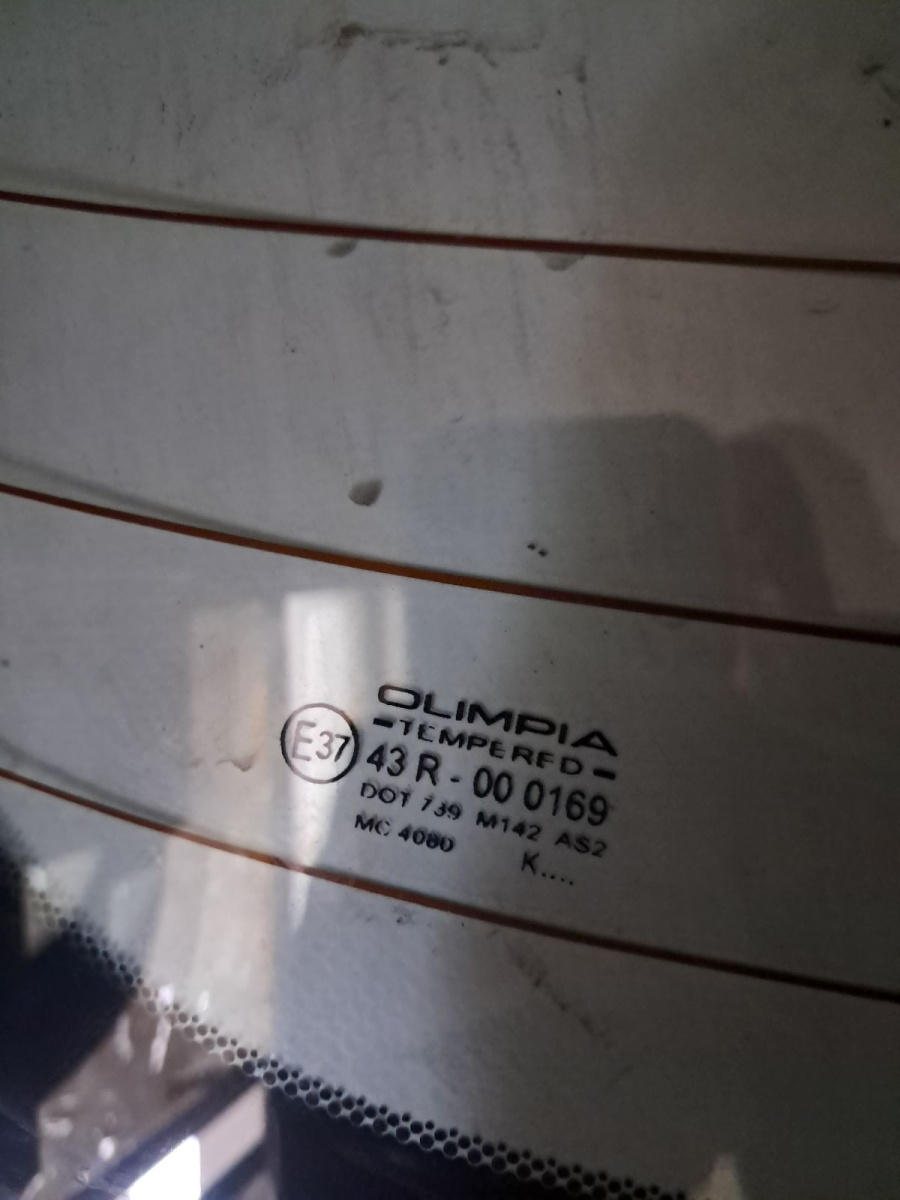 OLIMPIA
-TEMPERED-
E37
43 R - 00 0169
DOT 739 M142 AS2
MC 4080 K....